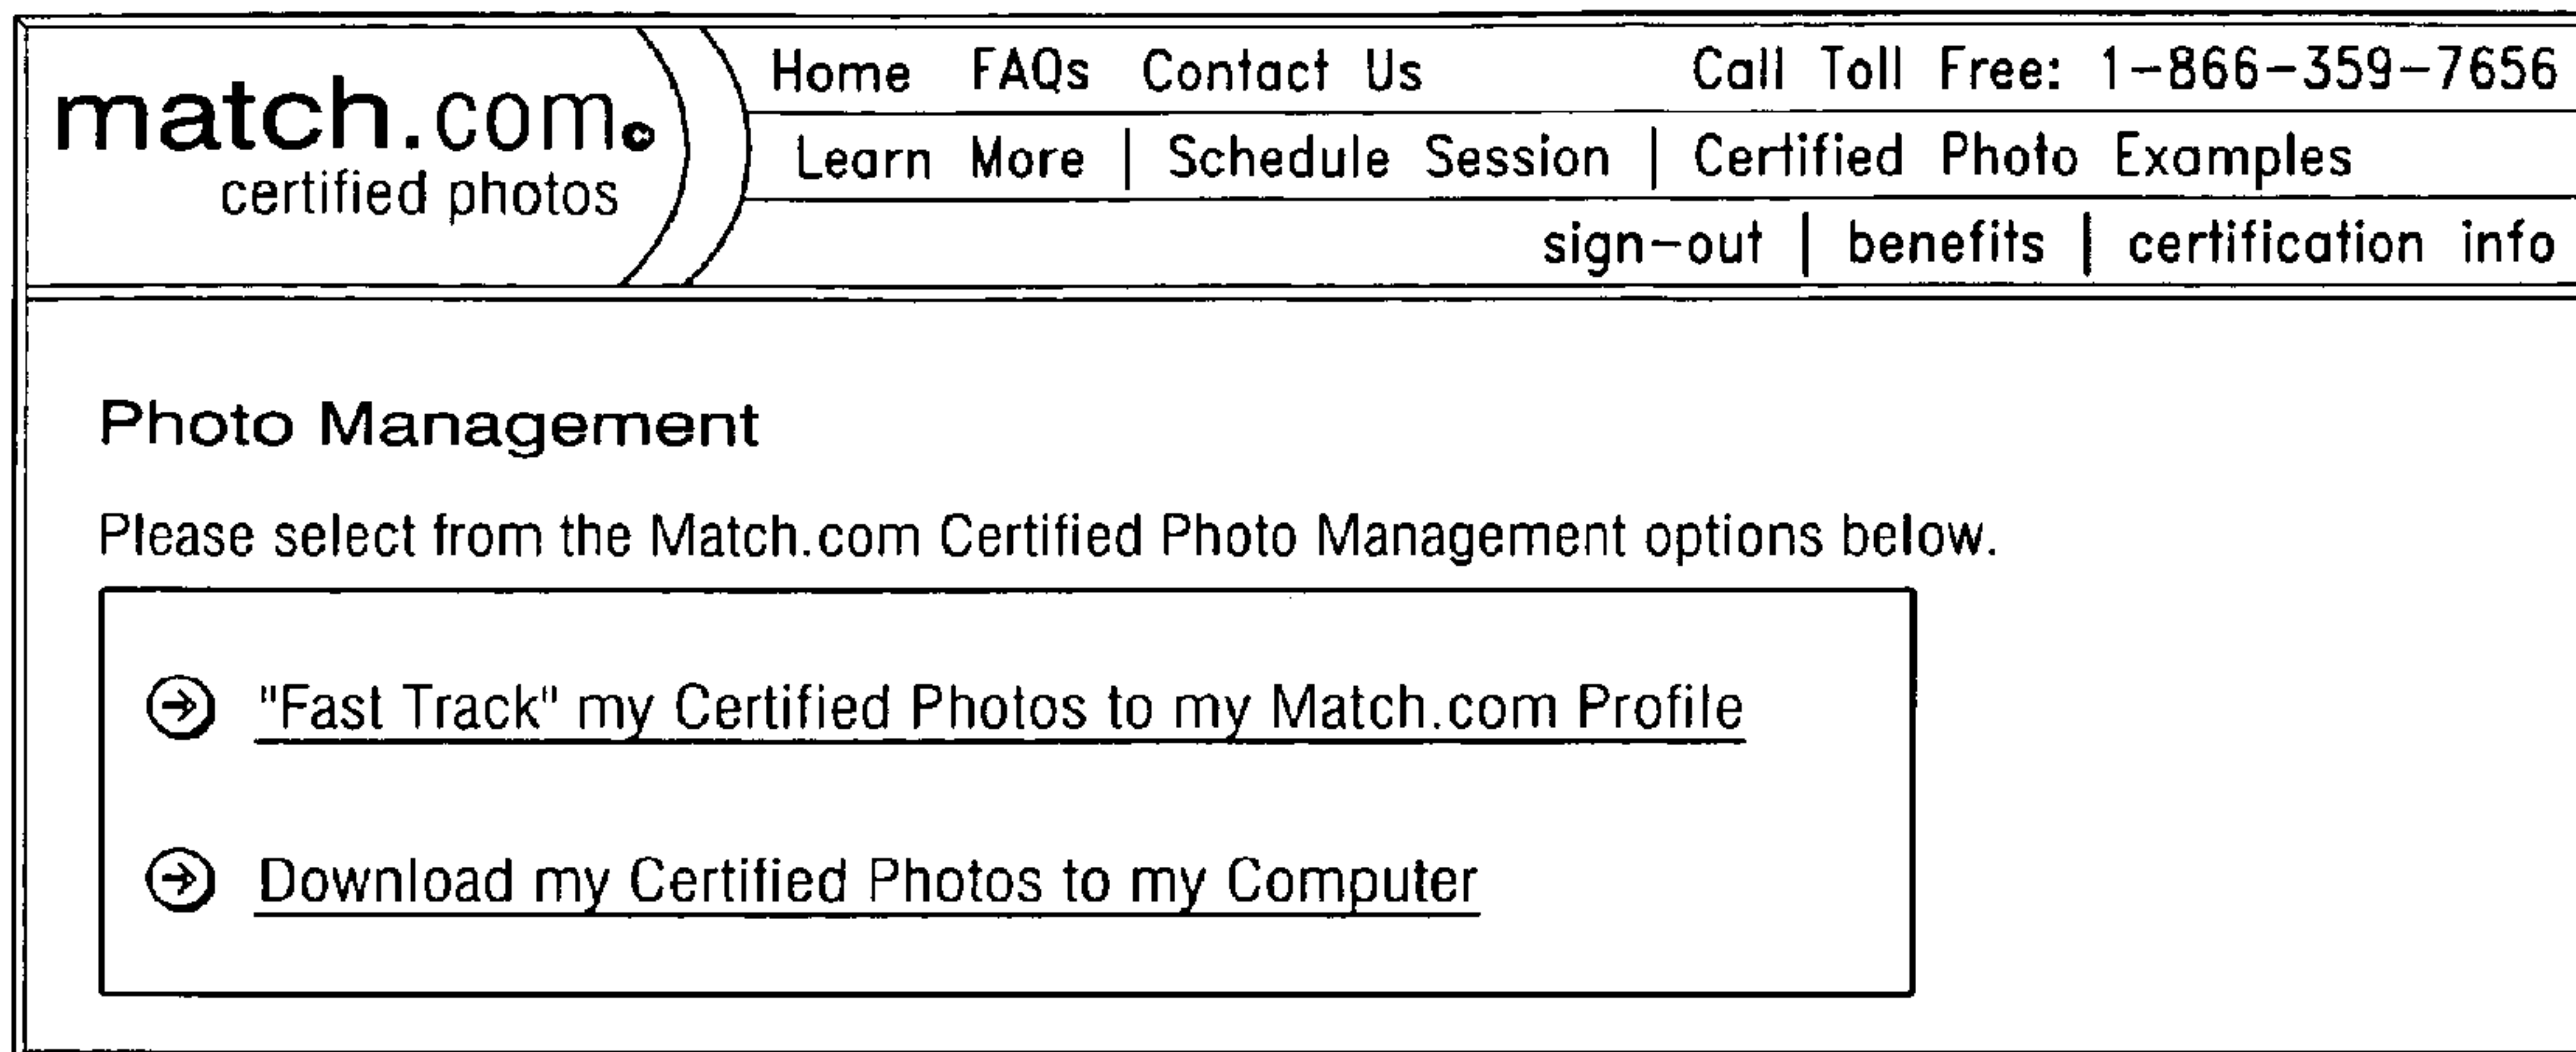 match.com©
certified photos
Home FAQs Contact Us Call Toll Free: 1-866-359-7656
Learn More | Schedule Session | Certified Photo Examples
sign-out | benefits | certification info
Photo Management
Please select from the Match.com Certified Photo Management options below.
"Fast Track" my Certified Photos to my Match.com Profile
Download my Certified Photos to my Computer